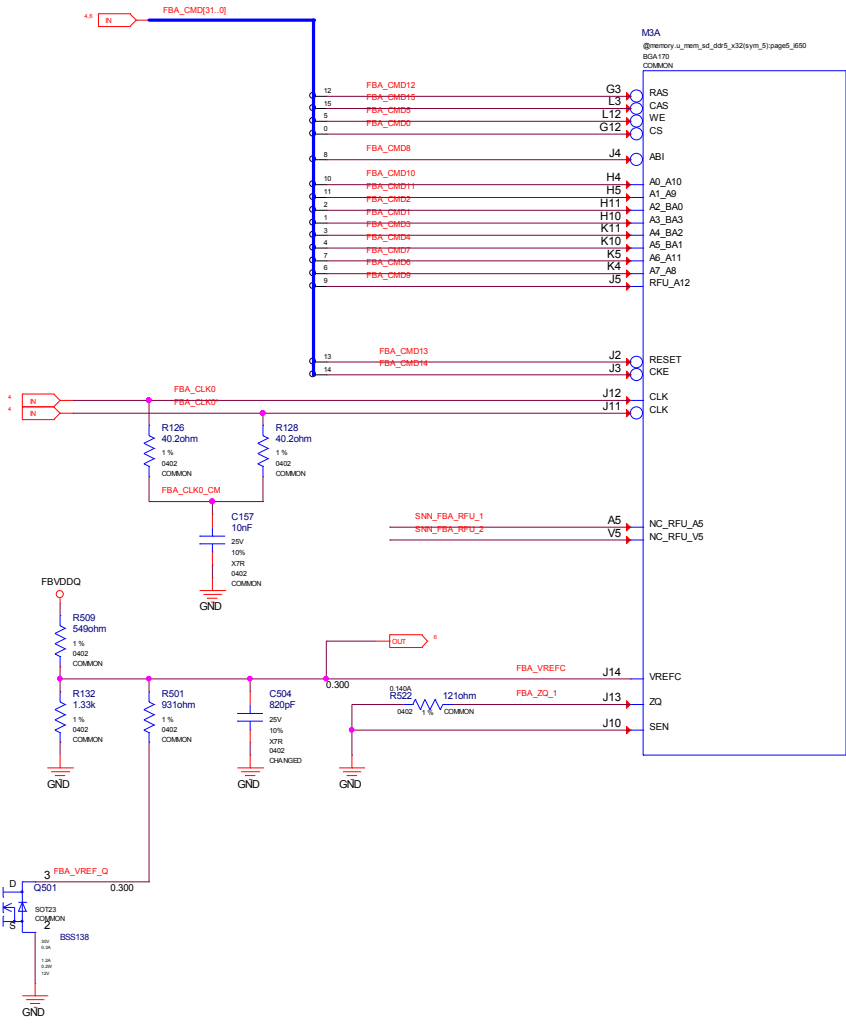 FBA_CMD[31..0]
4,6
IN
M3A
@memory.u_mem_sd_ddr5_x32(sym_5):page5_i650
BGA170
COMMON
12 FBA_CMD12 G3 RAS
15 FBA_CMD15 L3 CAS
5 FBA_CMD5 L12 WE
0 FBA_CMD0 G12 CS
8 FBA_CMD8 J4 ABI
10 FBA_CMD10 H4 A0_A10
11 FBA_CMD11 H5 A1_A9
2 FBA_CMD2 H11 A2_BA0
1 FBA_CMD1 H10 A3_BA3
3 FBA_CMD3 K11 A4_BA2
4 FBA_CMD4 K10 A5_BA1
7 FBA_CMD7 K5 A6_A11
6 FBA_CMD6 K4 A7_A8
9 FBA_CMD9 J5 RFU_A12
13 FBA_CMD13 J2 RESET
14 FBA_CMD14 J3 CKE
4 IN FBA_CLK0 J12 CLK
4 IN FBA_CLK0* J11 CLK
R126
40.2ohm
1 %
0402
COMMON
R128
40.2ohm
1 %
0402
COMMON
FBA_CLK0_CM
C157
10nF
25V
10%
X7R
0402
COMMON
GND
SNN_FBA_RFU_1 A5 NC_RFU_A5
SNN_FBA_RFU_2 V5 NC_RFU_V5
FBVDDQ
R509
549ohm
1 %
0402
COMMON
OUT 6
0.300 FBA_VREFC J14 VREFC
R132
1.33k
1 %
0402
COMMON
GND
R501
931ohm
1 %
0402
COMMON
C504
820pF
25V
10%
X7R
0402
CHANGED
GND
0.140A
R522 121ohm FBA_ZQ_1 J13 ZQ
0402 1 % COMMON
J10 SEN
GND
3 FBA_VREF_Q
0.300
D
Q501
SOT23
COMMON
S 2
BSS138
0.3A
1.2A
0.2W
12V
GND